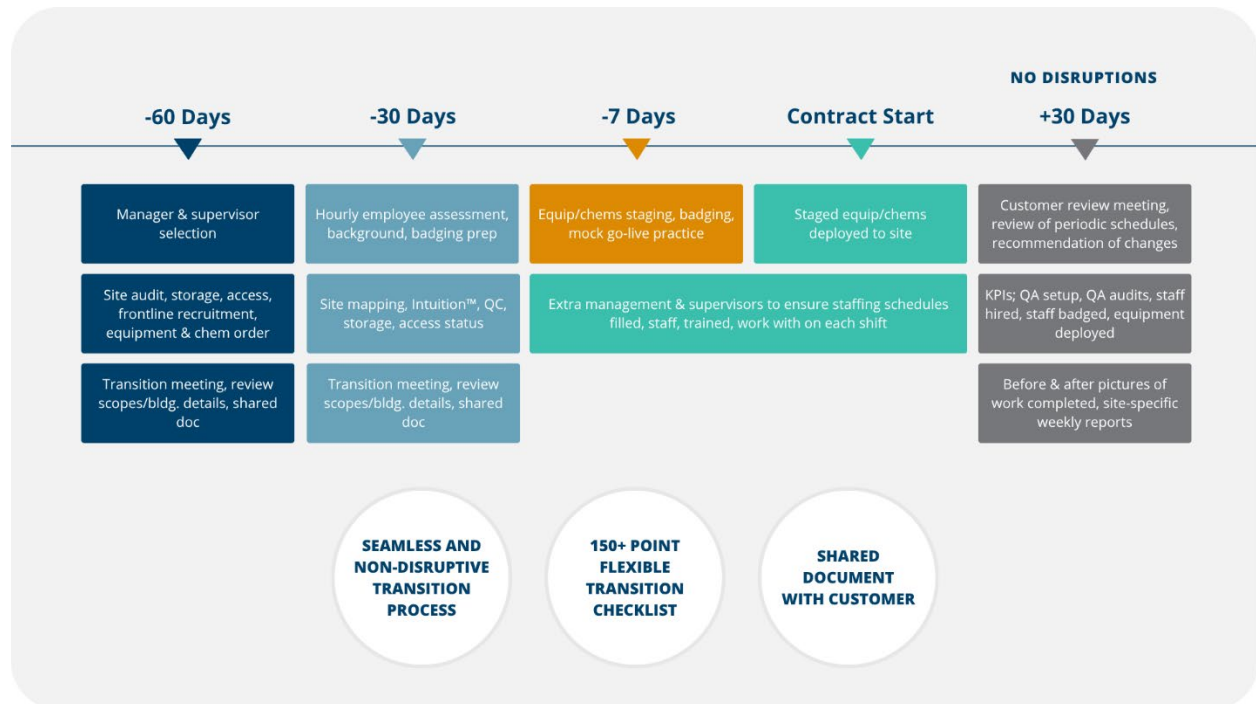 NO DISRUPTIONS
-60 Days
-30 Days
-7 Days
Contract Start
+30 Days
Manager & supervisor
selection
Hourly employee assessment,
background, badging prep
Equip/chems staging, badging,
mock go-live practice
Staged equip/chems
deployed to site
Customer review meeting,
review of periodic schedules,
recommendation of changes
Site audit, storage, access,
frontline recruitment,
equipment & chem order
Site mapping, Intuition™, QC,
storage, access status
Extra management & supervisors to ensure staffing schedules
filled, staff, trained, work with on each shift
KPIs; QA setup, QA audits, staff
hired, staff badged, equipment
deployed
Transition meeting, review
scopes/bldg. details, shared
doc
Transition meeting, review
scopes/bldg. details, shared
doc
Before & after pictures of
work completed, site-specific
weekly reports
SEAMLESS AND
NON-DISRUPTIVE
TRANSITION
PROCESS
150+ POINT
FLEXIBLE
TRANSITION
CHECKLIST
SHARED
DOCUMENT
WITH CUSTOMER